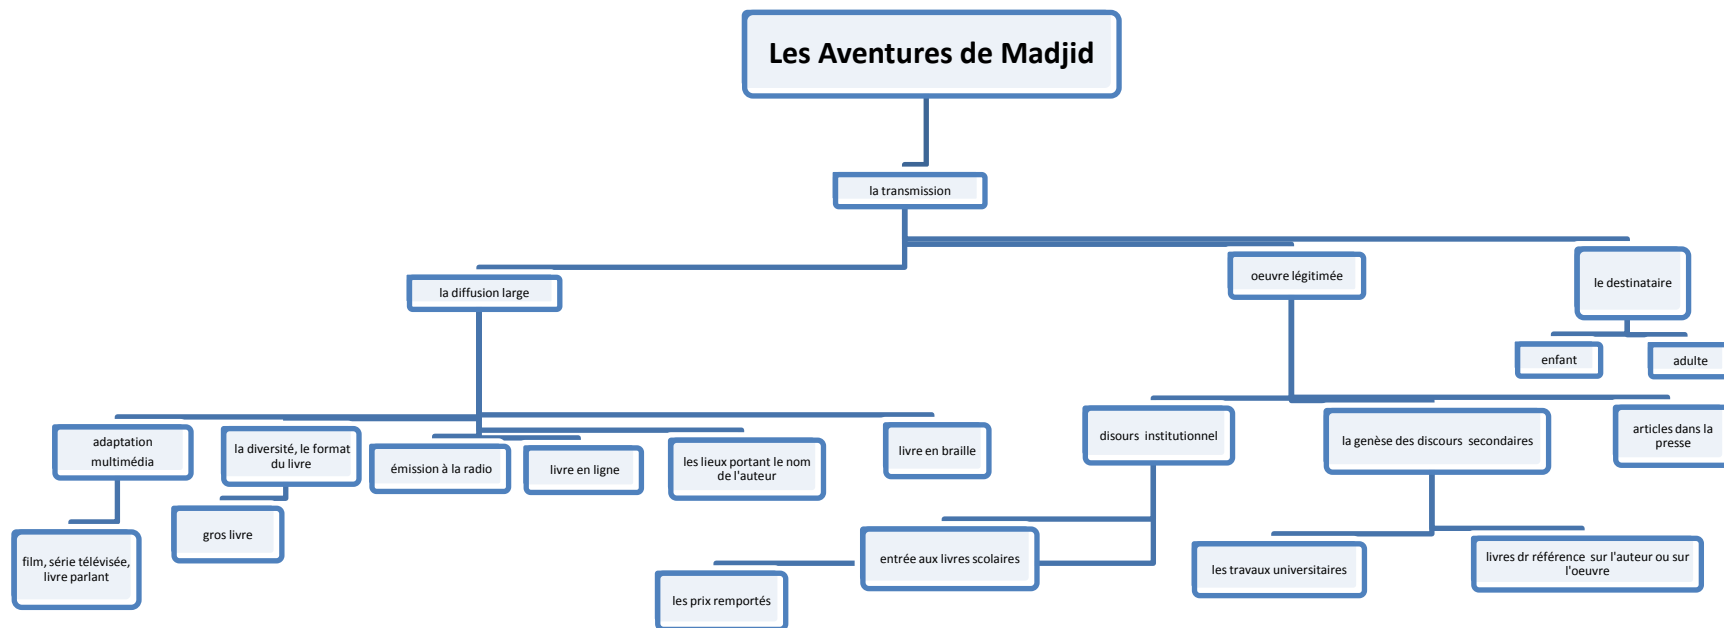 Les Aventures de Madjid
la transmission
la diffusion large
oeuvre légitimée
le destinataire
enfant
adulte
adaptation
multimédia
la diversité, le format
du livre
émission à la radio
livre en ligne
les lieux portant le nom
de l'auteur
livre en braille
disours institutionnel
la genèse des discours secondaires
articles dans la
presse
film, série télévisée,
livre parlant
gros livre
les prix remportés
entrée aux livres scolaires
les travaux universitaires
livres dr référence sur l'auteur ou sur
l'oeuvre